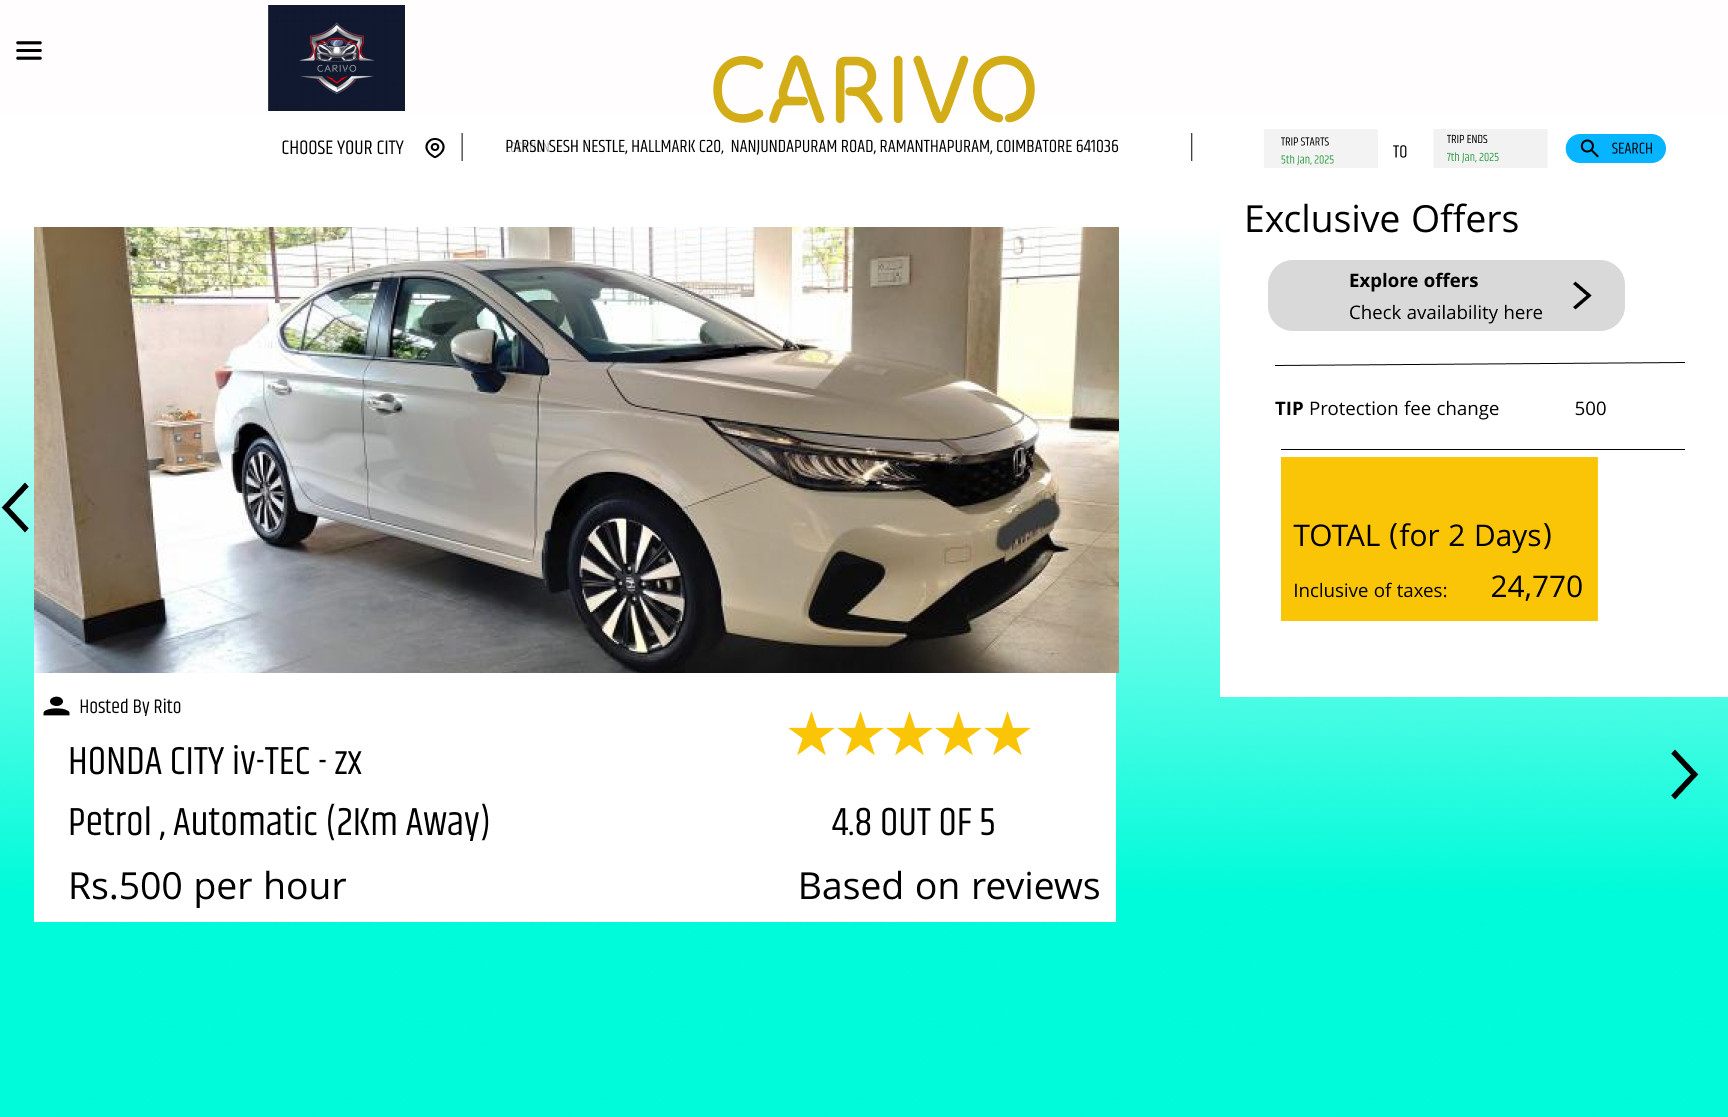 CARIVO
CARIVO
CHOOSE YOUR CITY
PARSN SESH NESTLE, HALLMARK C20, NANJUNDAPURAM ROAD, RAMANTHAPURAM, COIMBATORE 641036
TRIP STARTS
5th Jan, 2025
TO
TRIP ENDS
7th Jan, 2025
SEARCH
Exclusive Offers
Explore offers
Check availability here
TIP Protection fee change 500
TOTAL (for 2 Days)
Inclusive of taxes: 24,770
Hosted By Rito
HONDA CITY iv-TEC - zx
Petrol , Automatic (2Km Away)
4.8 OUT OF 5
Rs.500 per hour
Based on reviews